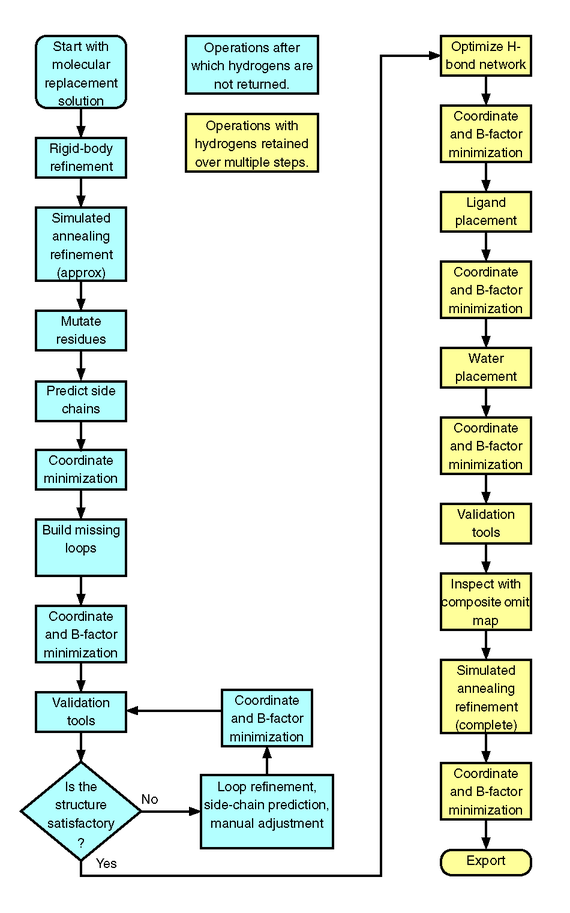 Start with
molecular
replacement
solution
Rigid-body
refinement
Simulated
annealing
refinement
(approx)
Mutate
residues
Predict side
chains
Coordinate
minimization
Build missing
loops
Coordinate
and B-factor
minimization
Validation
tools
Is the
structure
satisfactory
?
No
Yes
Loop refinement,
side-chain prediction,
manual adjustment
Coordinate
and B-factor
minimization
Operations after
which hydrogens are
not returned.
Operations with
hydrogens retained
over multiple steps.
Optimize H-
bond network
Coordinate
and B-factor
minimization
Ligand
placement
Coordinate
and B-factor
minimization
Water
placement
Coordinate
and B-factor
minimization
Validation
tools
Inspect with
composite omit
map
Simulated
annealing
refinement
(complete)
Coordinate
and B-factor
minimization
Export